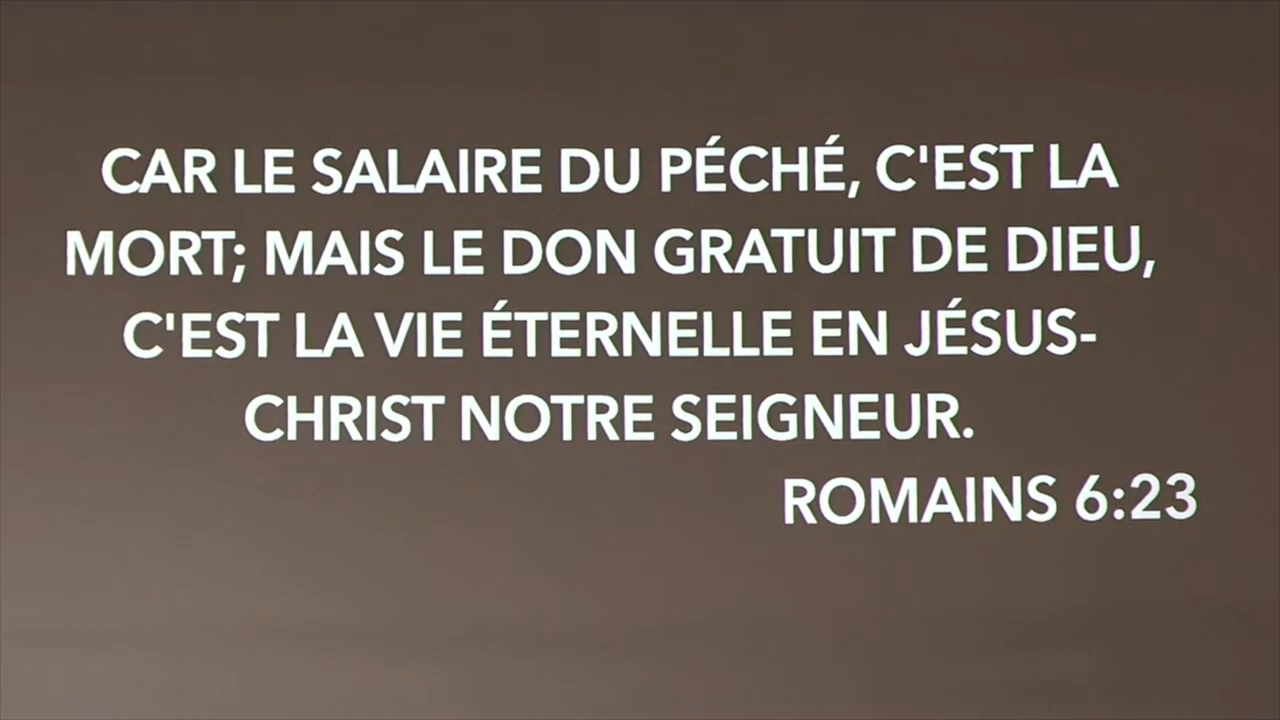 CAR LE SALAIRE DU PÉCHÉ, C'EST LA
MORT; MAIS LE DON GRATUIT DE DIEU,
C'EST LA VIE ÉTERNELLE EN JÉSUS-
CHRIST NOTRE SEIGNEUR.
ROMAINS 6:23